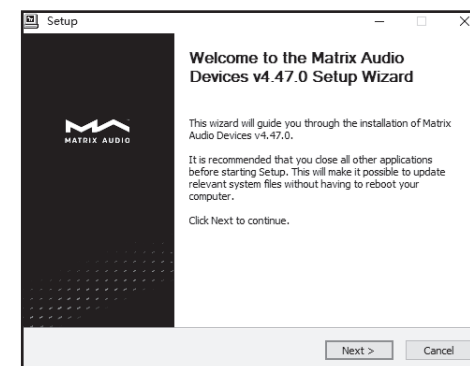 Setup
MATRIX AUDIO
Welcome to the Matrix Audio
Devices v4.47.0 Setup Wizard
This wizard will guide you through the installation of Matrix
Audio Devices v4.47.0.
It is recommended that you close all other applications
before starting Setup. This will make it possible to update
relevant system files without having to reboot your
computer.
Click Next to continue.
Next >
Cancel